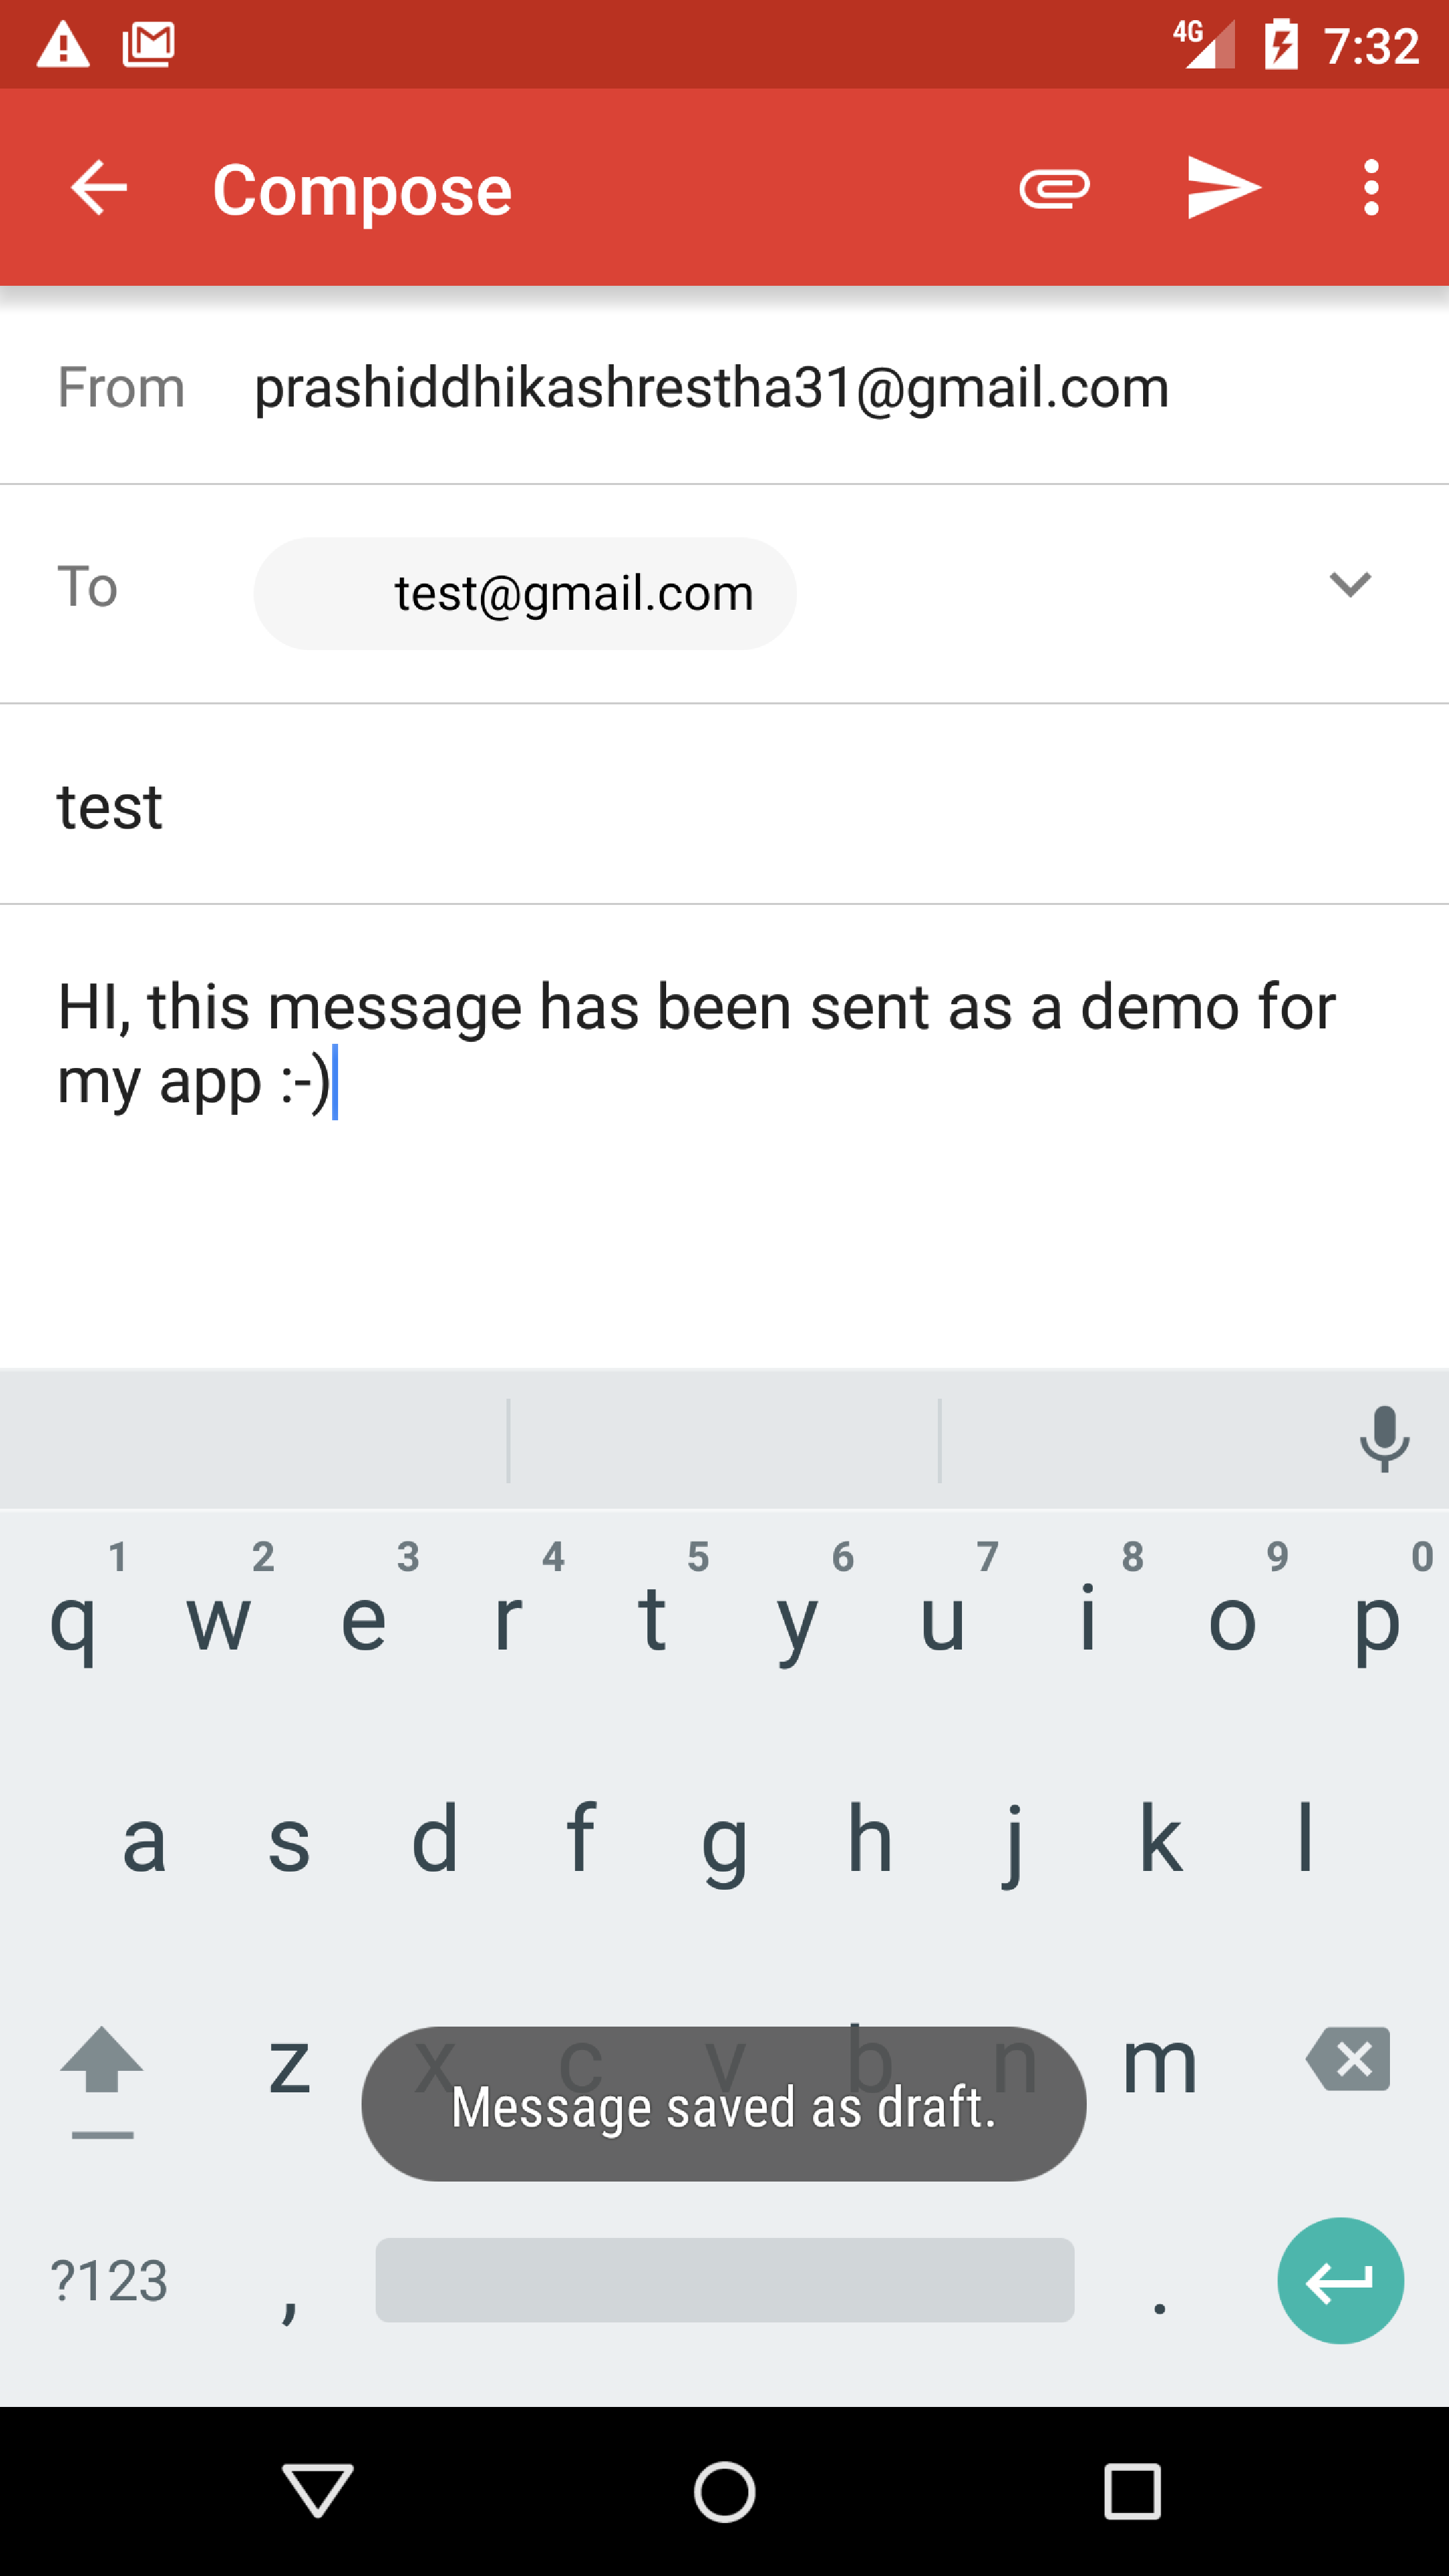 4G 7:32
Compose
From prashiddhikashrestha31@gmail.com
To test@gmail.com
test
HI, this message has been sent as a demo for
my app :-)
1 2 3 4 5 6 7 8 9 0
q w e r t y u i o p
a s d f g h j k l
z x c v b n m
Message saved as draft.
?123 , .